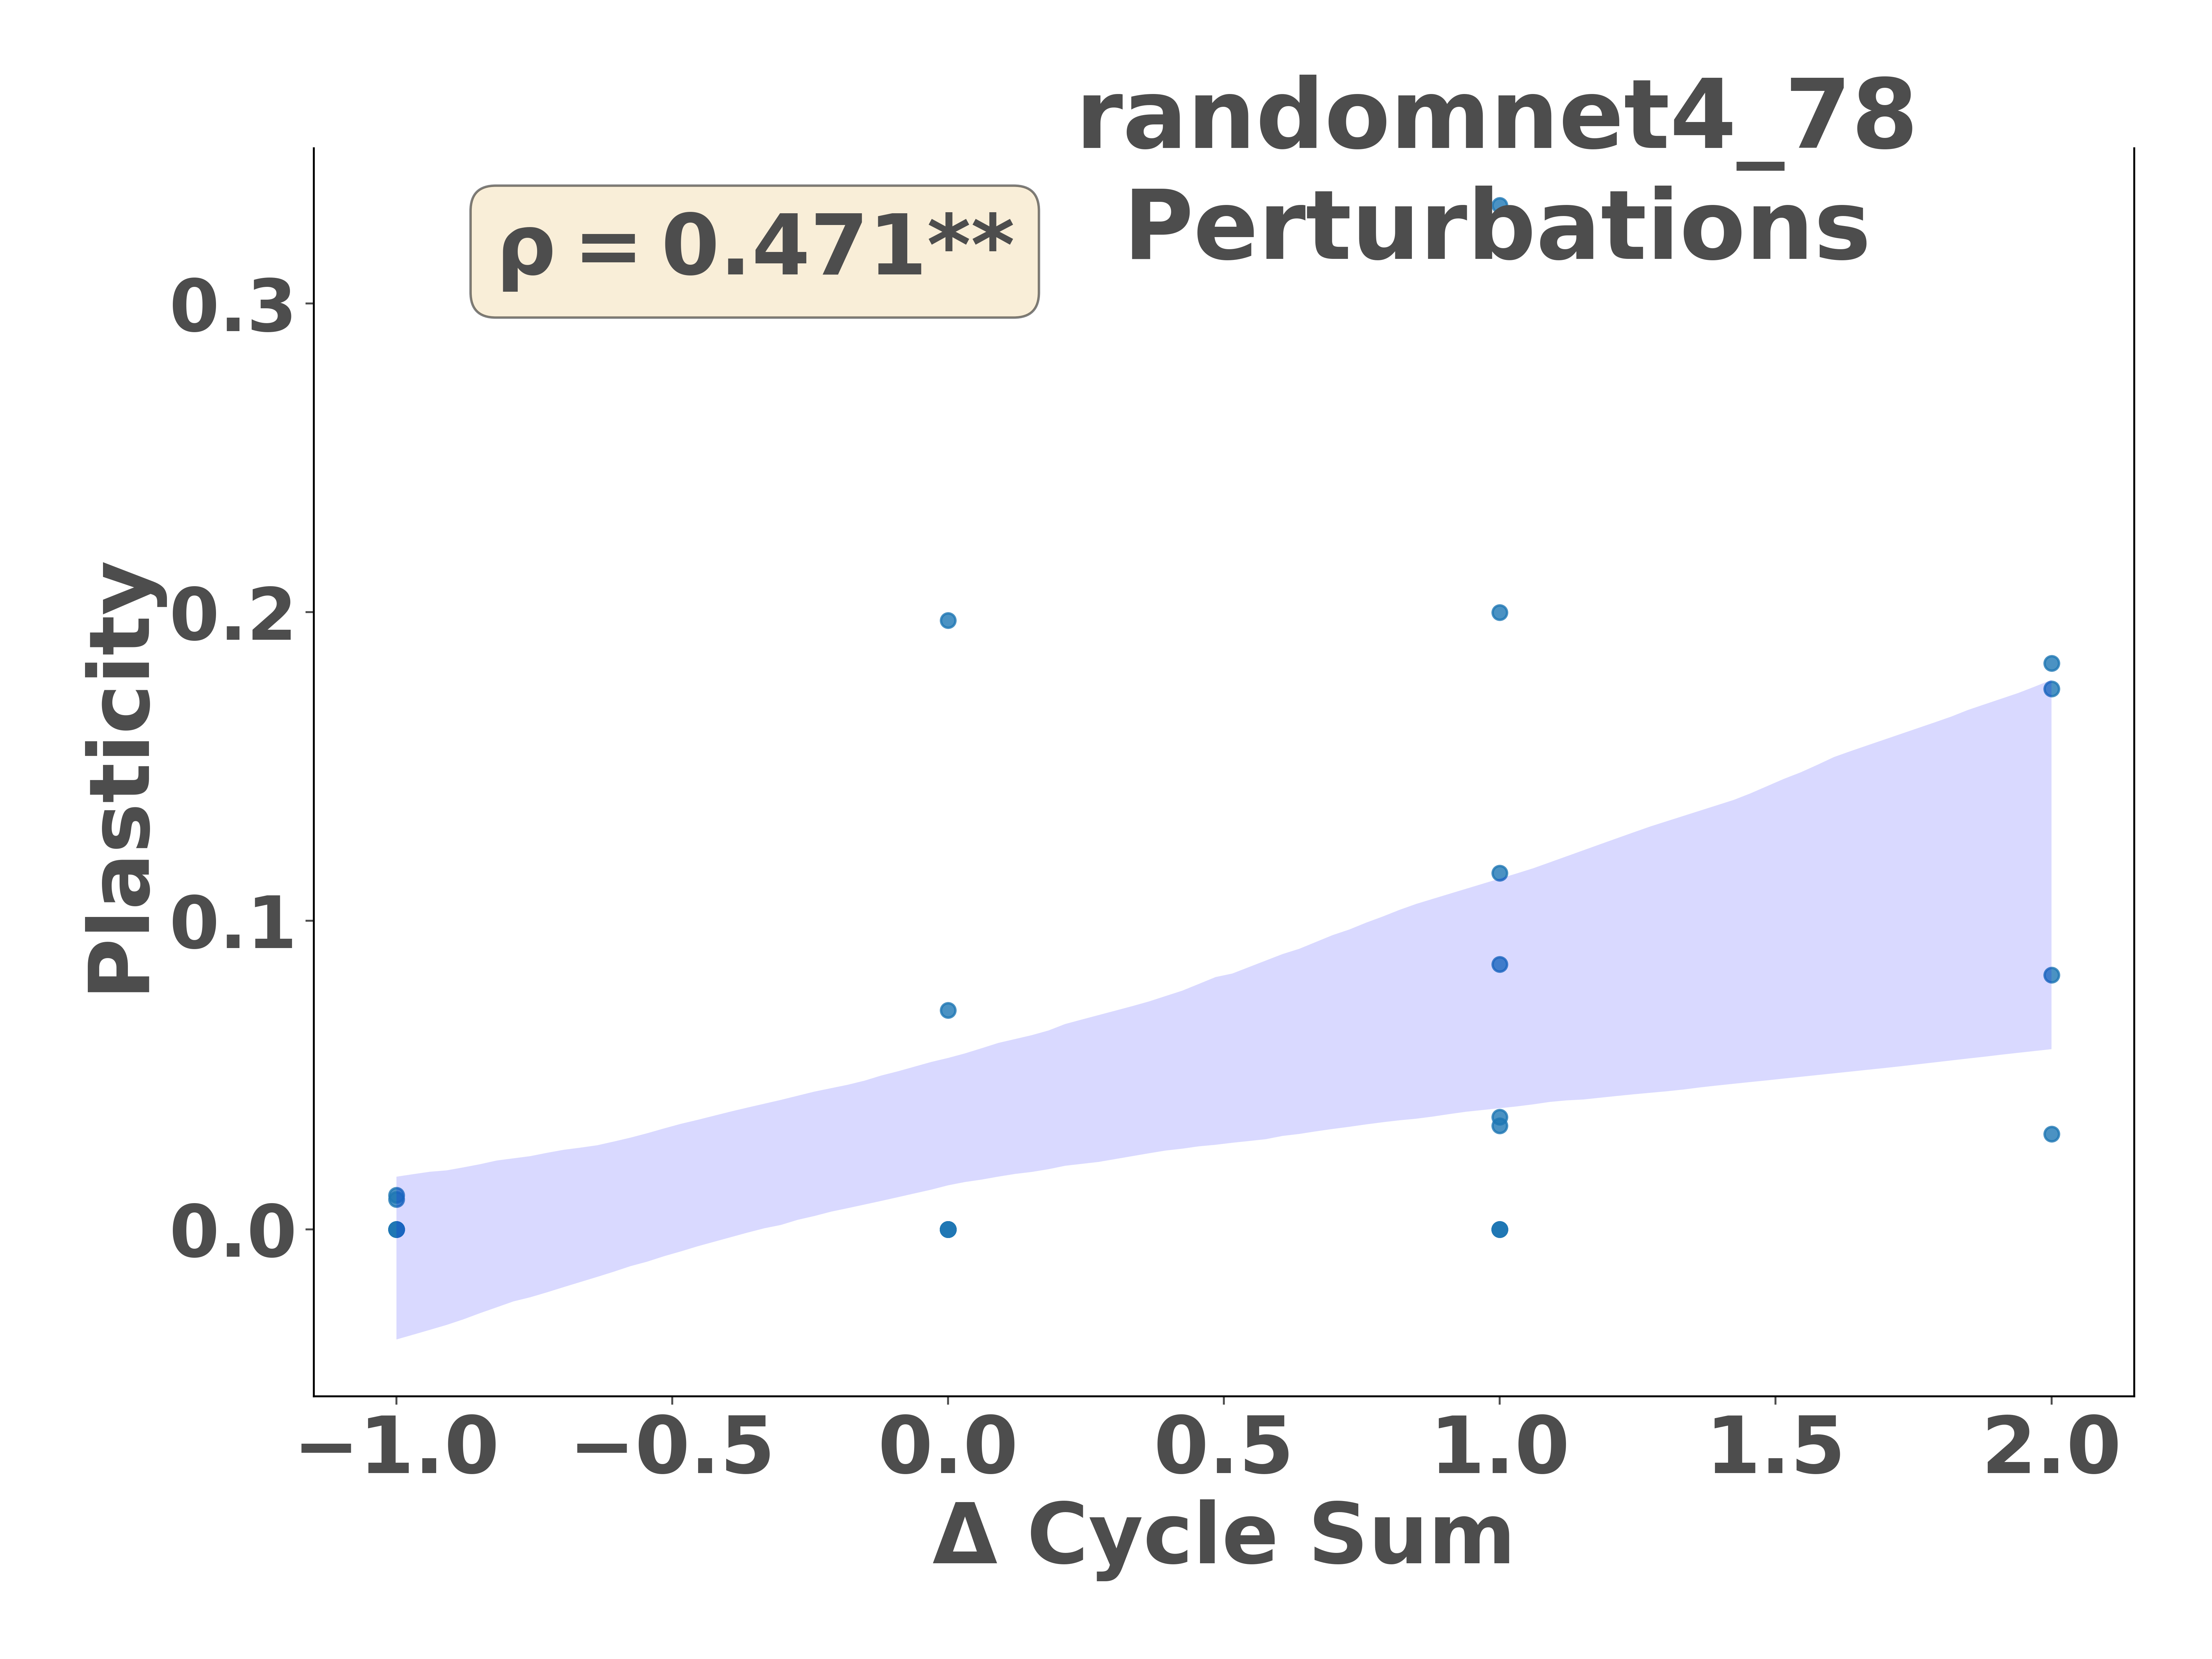 randomnet4_78
Perturbations
ρ = 0.471**
Plasticity
0.3
0.2
0.1
0.0
−1.0 −0.5 0.0 0.5 1.0 1.5 2.0
Δ Cycle Sum